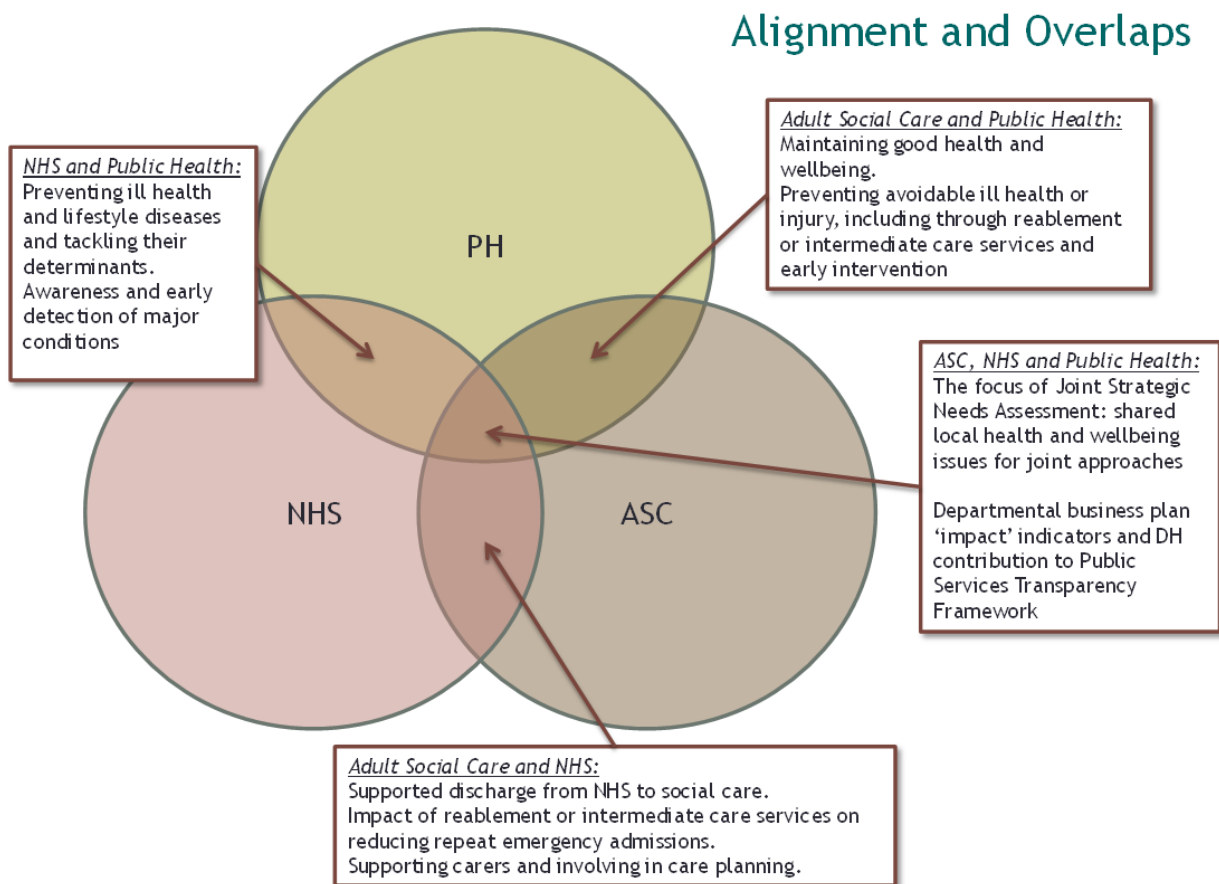 Alignment and Overlaps
NHS and Public Health:
Preventing ill health
and lifestyle diseases
and tackling their
determinants.
Awareness and early
detection of major
conditions
Adult Social Care and Public Health:
Maintaining good health and
wellbeing.
Preventing avoidable ill health or
injury, including through reablement
or intermediate care services and
early intervention
PH
ASC, NHS and Public Health:
The focus of Joint Strategic
Needs Assessment: shared
local health and wellbeing
issues for joint approaches
Departmental business plan
‘impact’ indicators and DH
contribution to Public
Services Transparency
Framework
NHS
ASC
Adult Social Care and NHS:
Supported discharge from NHS to social care.
Impact of reablement or intermediate care services on
reducing repeat emergency admissions.
Supporting carers and involving in care planning.